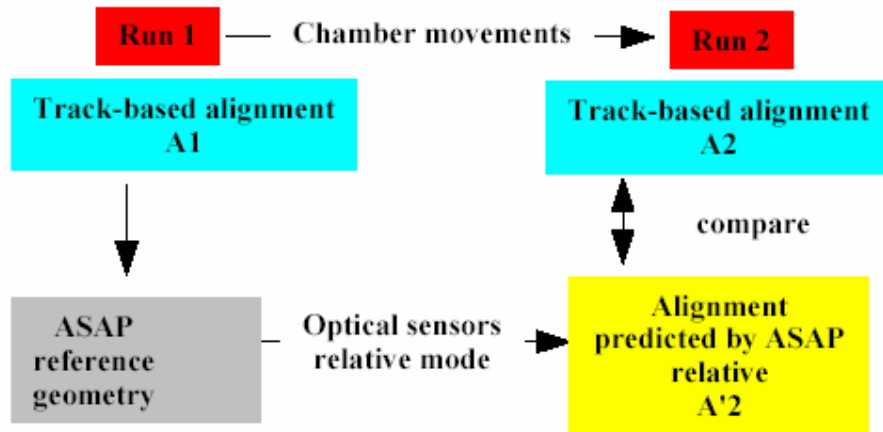 Run 1
Chamber movements
Run 2
Track-based alignment
A1
Track-based alignment
A2
compare
ASAP
reference
geometry
Optical sensors
relative mode
Alignment
predicted by ASAP
relative
A'2